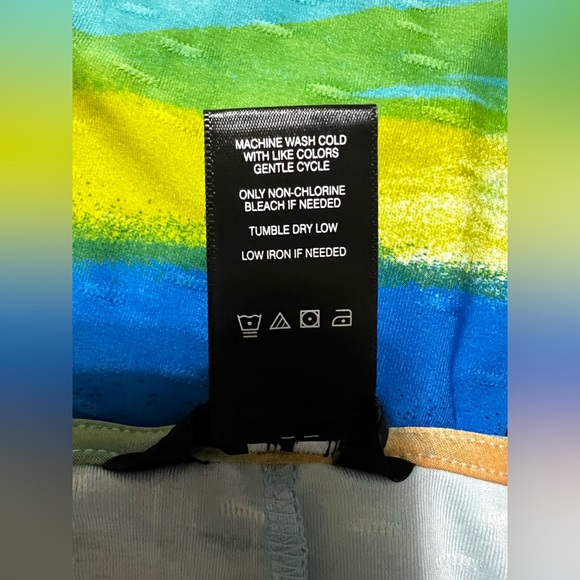 MACHINE WASH COLD
WITH LIKE COLORS
GENTLE CYCLE
ONLY NON-CHLORINE
BLEACH IF NEEDED
TUMBLE DRY LOW
LOW IRON IF NEEDED